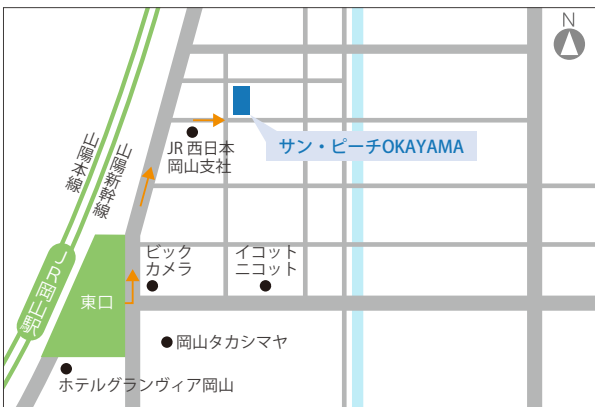 N
山陽本線
山陽新幹線
JR西日本
岡山支社
サン・ピーチOKAYAMA
JR岡山駅
東口
ビック
カメラ
イコット
ニコット
岡山タカシマヤ
ホテルグランヴィア岡山